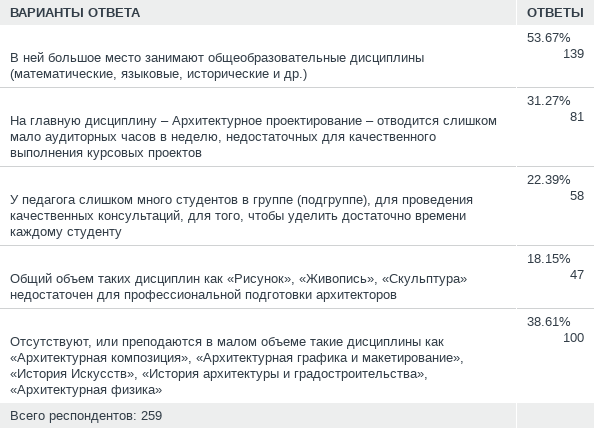 ВАРИАНТЫ ОТВЕТА ОТВЕТЫ
53.67%
139
В ней большое место занимают общеобразовательные дисциплины
(математические, языковые, исторические и др.)
31.27%
81
На главную дисциплину – Архитектурное проектирование – отводится слишком
мало аудиторных часов в неделю, недостаточных для качественного
выполнения курсовых проектов
22.39%
58
У педагога слишком много студентов в группе (подгруппе), для проведения
качественных консультаций, для того, чтобы уделить достаточно времени
каждому студенту
18.15%
47
Общий объем таких дисциплин как «Рисунок», «Живопись», «Скульптура»
недостаточен для профессиональной подготовки архитекторов
38.61%
100
Отсутствуют, или преподаются в малом объеме такие дисциплины как
«Архитектурная композиция», «Архитектурная графика и макетирование»,
«История Искусств», «История архитектуры и градостроительства»,
«Архитектурная физика»
Всего респондентов: 259